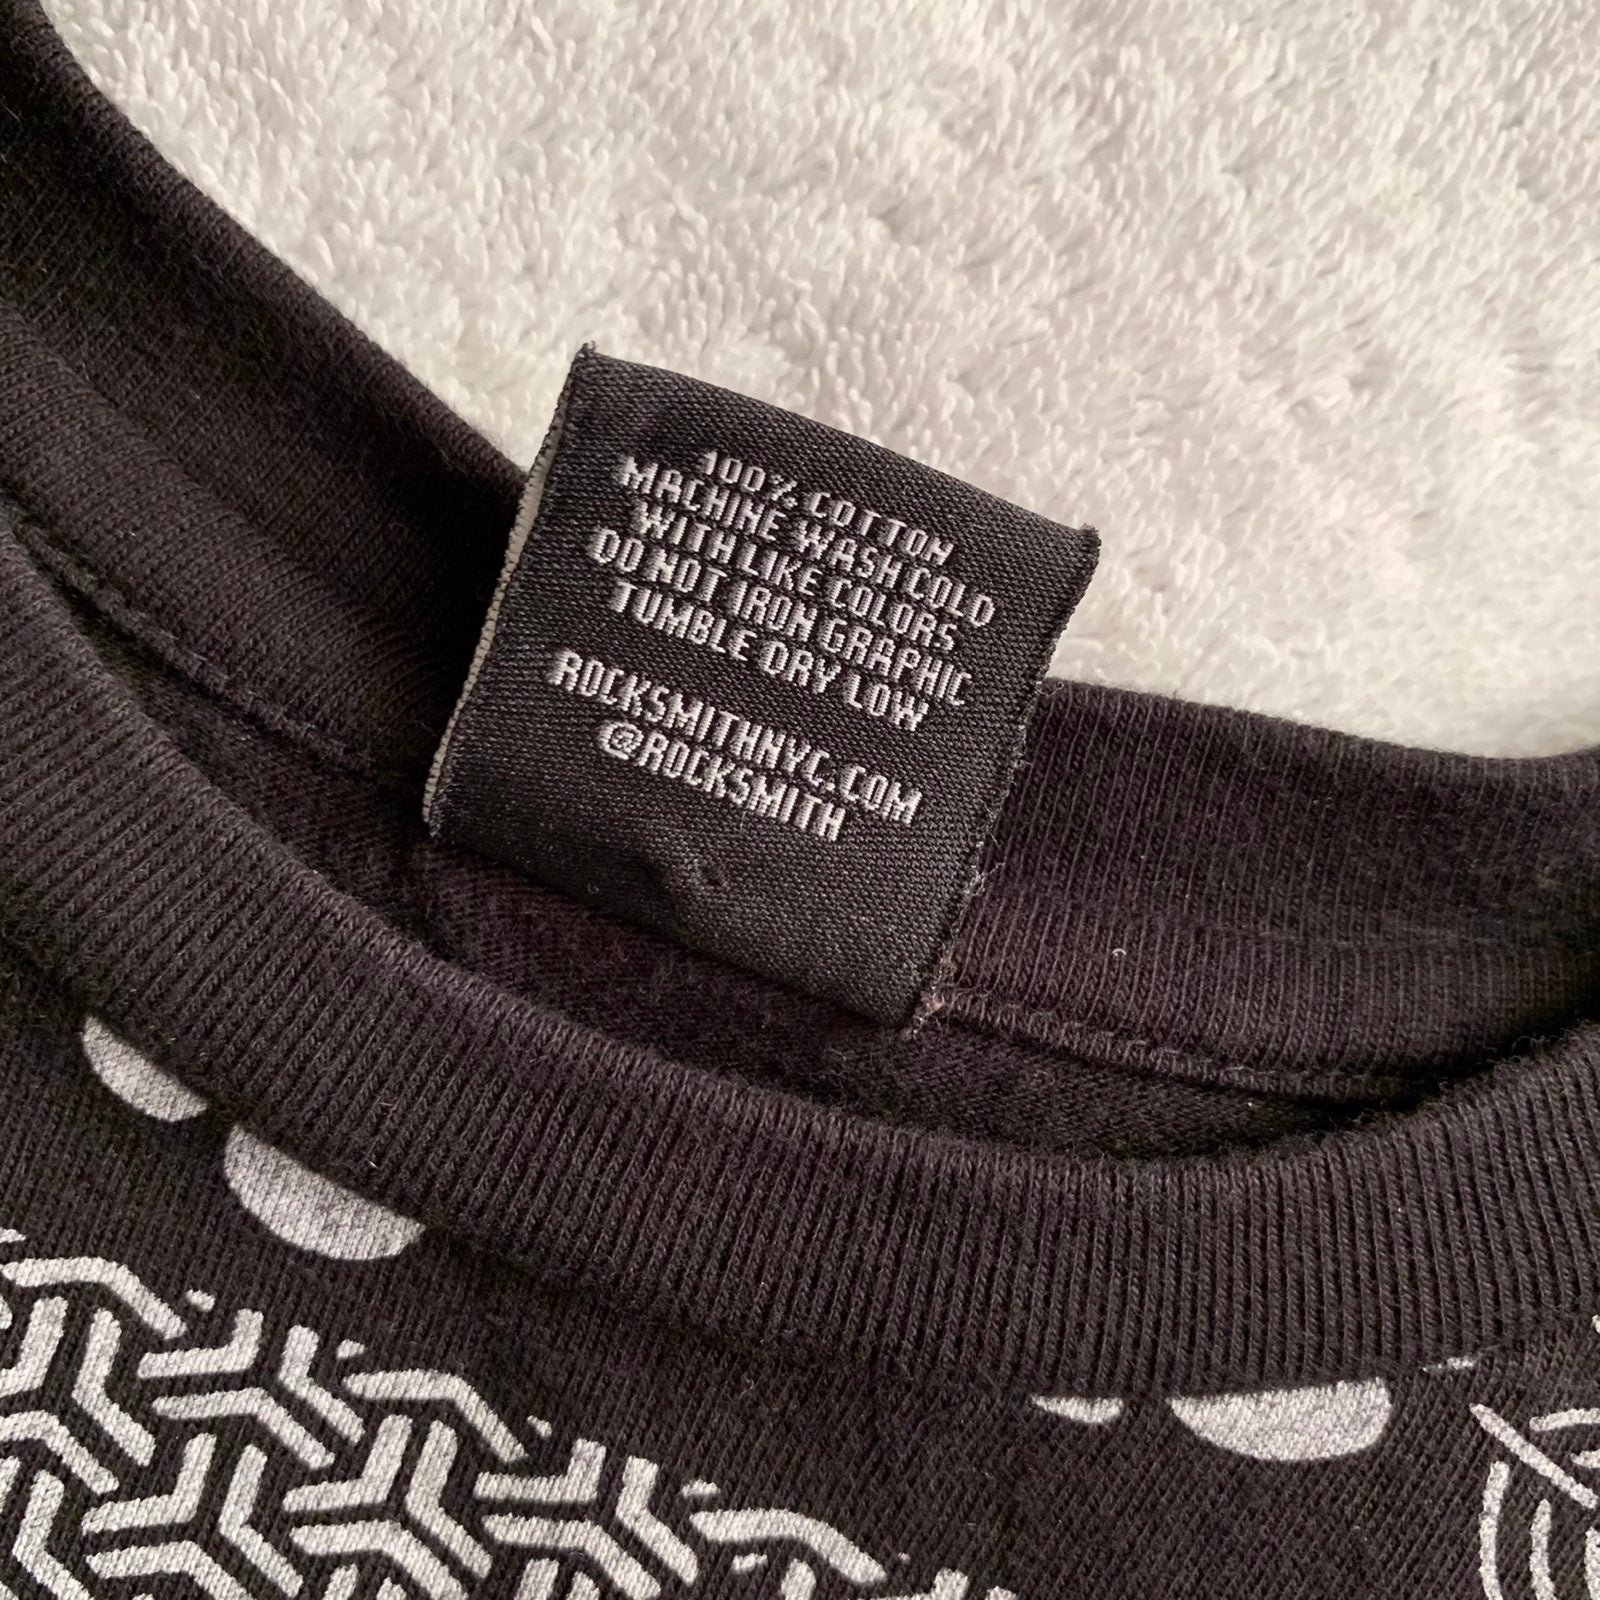 100% COTTON
MACHINE WASH COLD
WITH LIKE COLORS
DO NOT IRON GRAPHIC
TUMBLE DRY LOW
ROCKSMITHNYC.COM
@ROCKSMITH